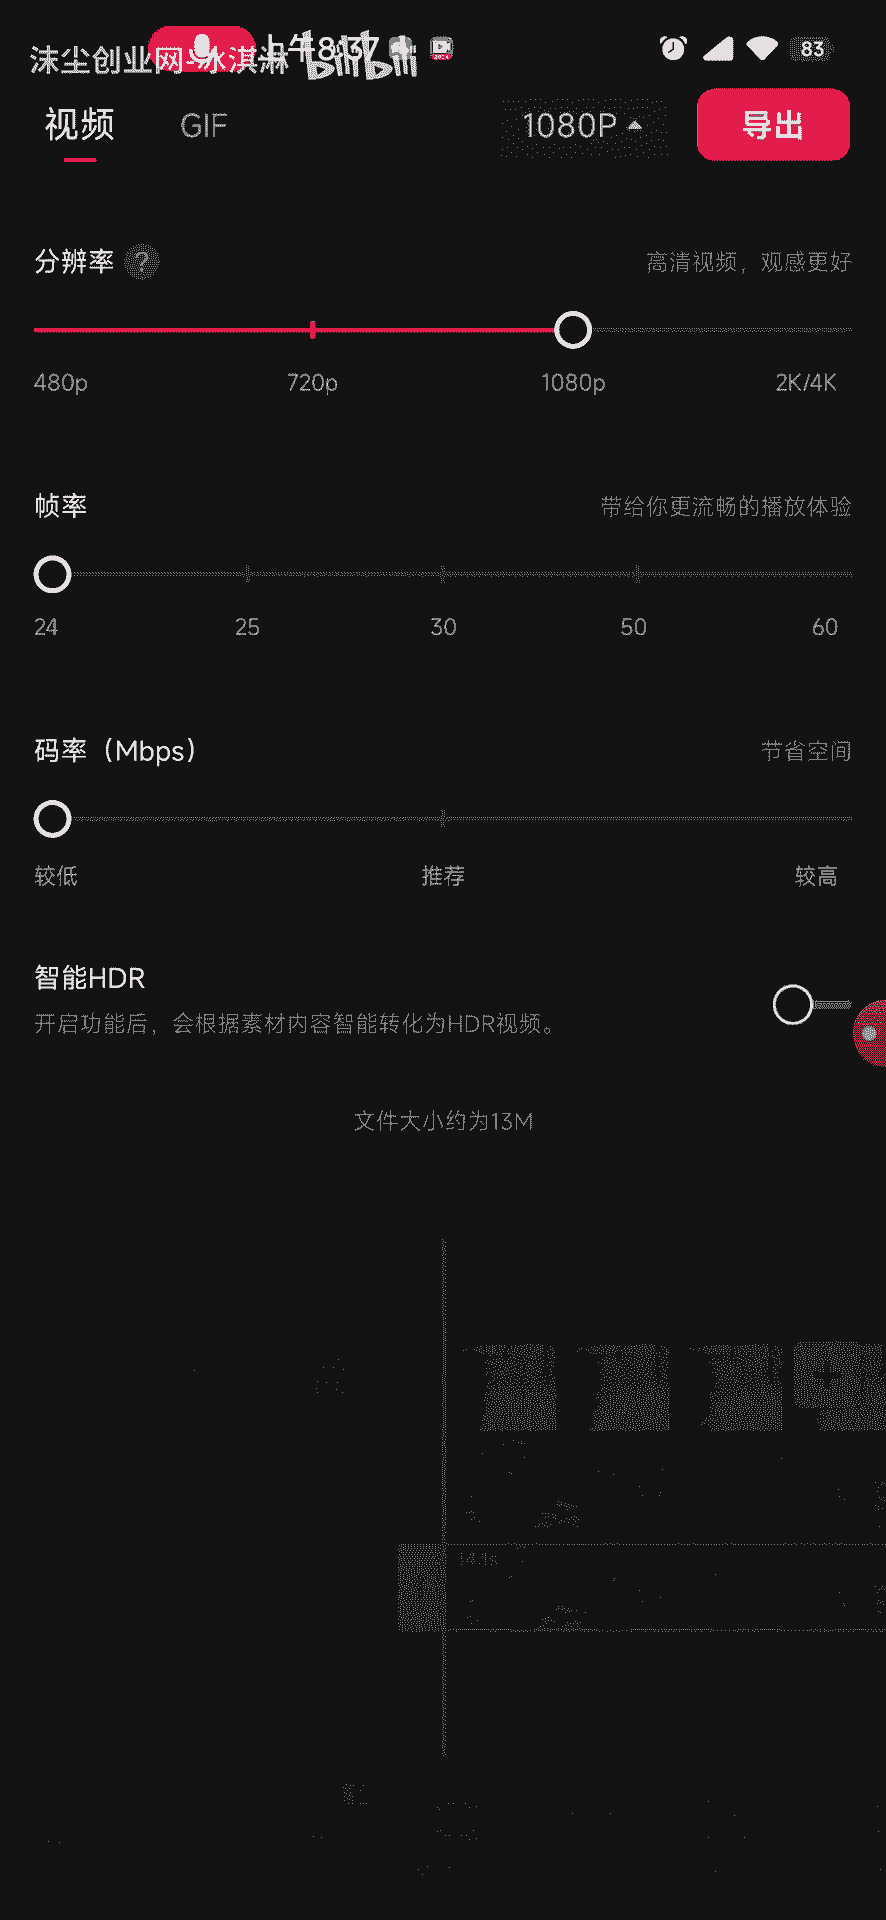 沫尘创业网-冰淇淋 bilibili
上午8:37
83
视频 GIF 1080P 导出
分辨率 ? 高清视频，观感更好
480p 720p 1080p 2K/4K
帧率 带给你更流畅的播放体验
24 25 30 50 60
码率（Mbps） 节省空间
较低 推荐 较高
智能HDR
开启功能后，会根据素材内容智能转化为HDR视频。
文件大小约为13M
14.1s